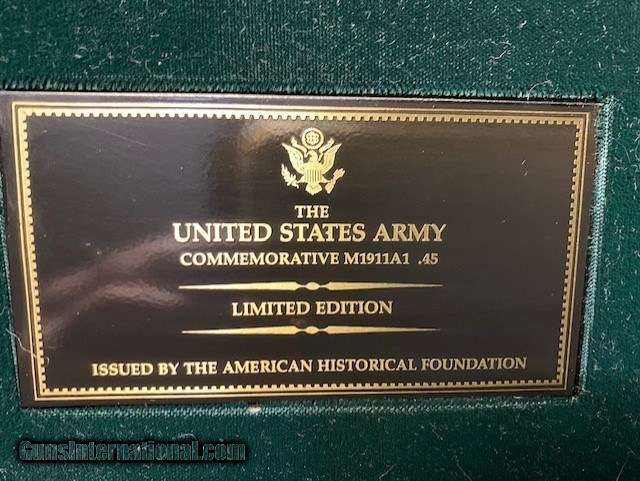 THE
UNITED STATES ARMY
COMMEMORATIVE M1911A1 .45
LIMITED EDITION
ISSUED BY THE AMERICAN HISTORICAL FOUNDATION
GunsInternational.com